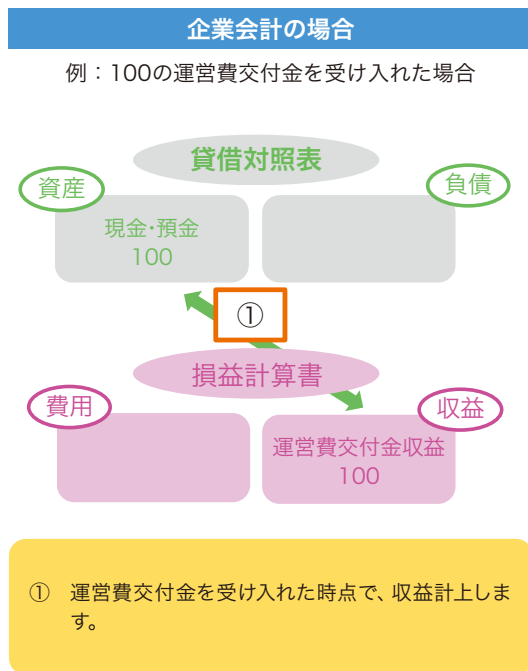 企業会計の場合
例：100の運営費交付金を受け入れた場合
貸借対照表
資産
負債
現金・預金
100
①
損益計算書
費用
収益
運営費交付金収益
100
① 運営費交付金を受け入れた時点で、収益計上しま
す。